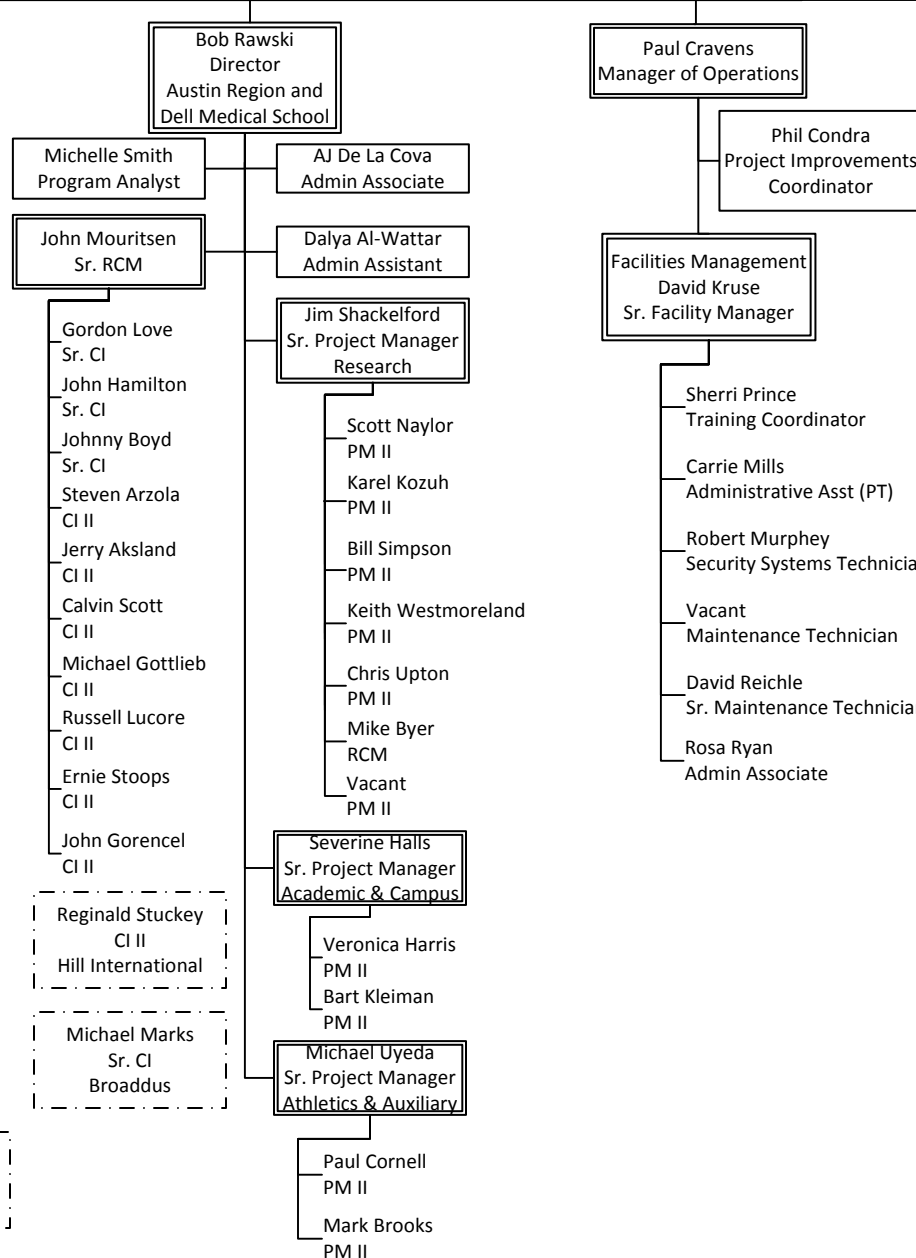 Bob Rawski
Director
Austin Region and
Dell Medical School
Michelle Smith
Program Analyst
AJ De La Cova
Admin Associate
John Mouritsen
Sr. RCM
Dalya Al-Wattar
Admin Assistant
Gordon Love
Sr. CI
John Hamilton
Sr. CI
Johnny Boyd
Sr. CI
Steven Arzola
CI II
Jerry Aksland
CI II
Calvin Scott
CI II
Michael Gottlieb
CI II
Russell Lucore
CI II
Ernie Stoops
CI II
John Gorencel
CI II
Reginald Stuckey
CI II
Hill International
Michael Marks
Sr. CI
Broaddus
Jim Shackelford
Sr. Project Manager
Research
Scott Naylor
PM II
Karel Kozuh
PM II
Bill Simpson
PM II
Keith Westmoreland
PM II
Chris Upton
PM II
Mike Byer
RCM
Vacant
PM II
Severine Halls
Sr. Project Manager
Academic & Campus
Veronica Harris
PM II
Bart Kleiman
PM II
Michael Uyeda
Sr. Project Manager
Athletics & Auxiliary
Paul Cornell
PM II
Mark Brooks
PM II
Paul Cravens
Manager of Operations
Phil Condra
Project Improvements
Coordinator
Facilities Management
David Kruse
Sr. Facility Manager
Sherri Prince
Training Coordinator
Carrie Mills
Administrative Asst (PT)
Robert Murphey
Security Systems Technicia
Vacant
Maintenance Technician
David Reichle
Sr. Maintenance Technicia
Rosa Ryan
Admin Associate